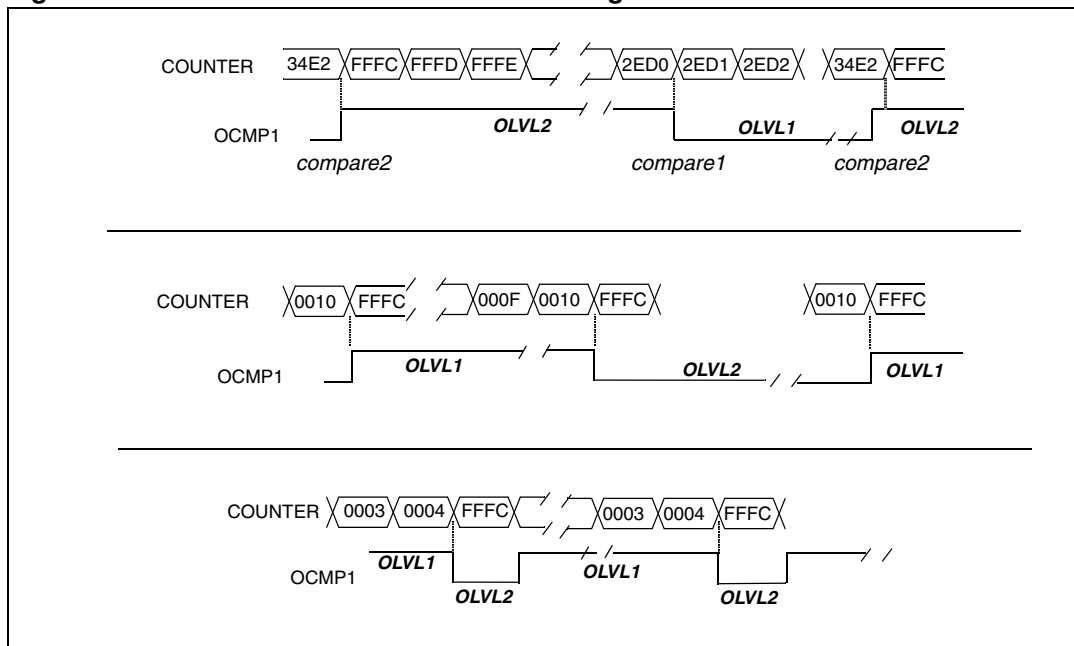 COUNTER 34E2 FFFC FFFD FFFE 2ED0 2ED1 2ED2 34E2 FFFC
OCMP1 OLVL2 OLVL1 OLVL2
compare2 compare1 compare2
COUNTER 0010 FFFC 000F 0010 FFFC 0010 FFFC
OCMP1 OLVL1 OLVL2 OLVL1
COUNTER 0003 0004 FFFC 0003 0004 FFFC
OCMP1 OLVL1 OLVL2 OLVL1 OLVL2